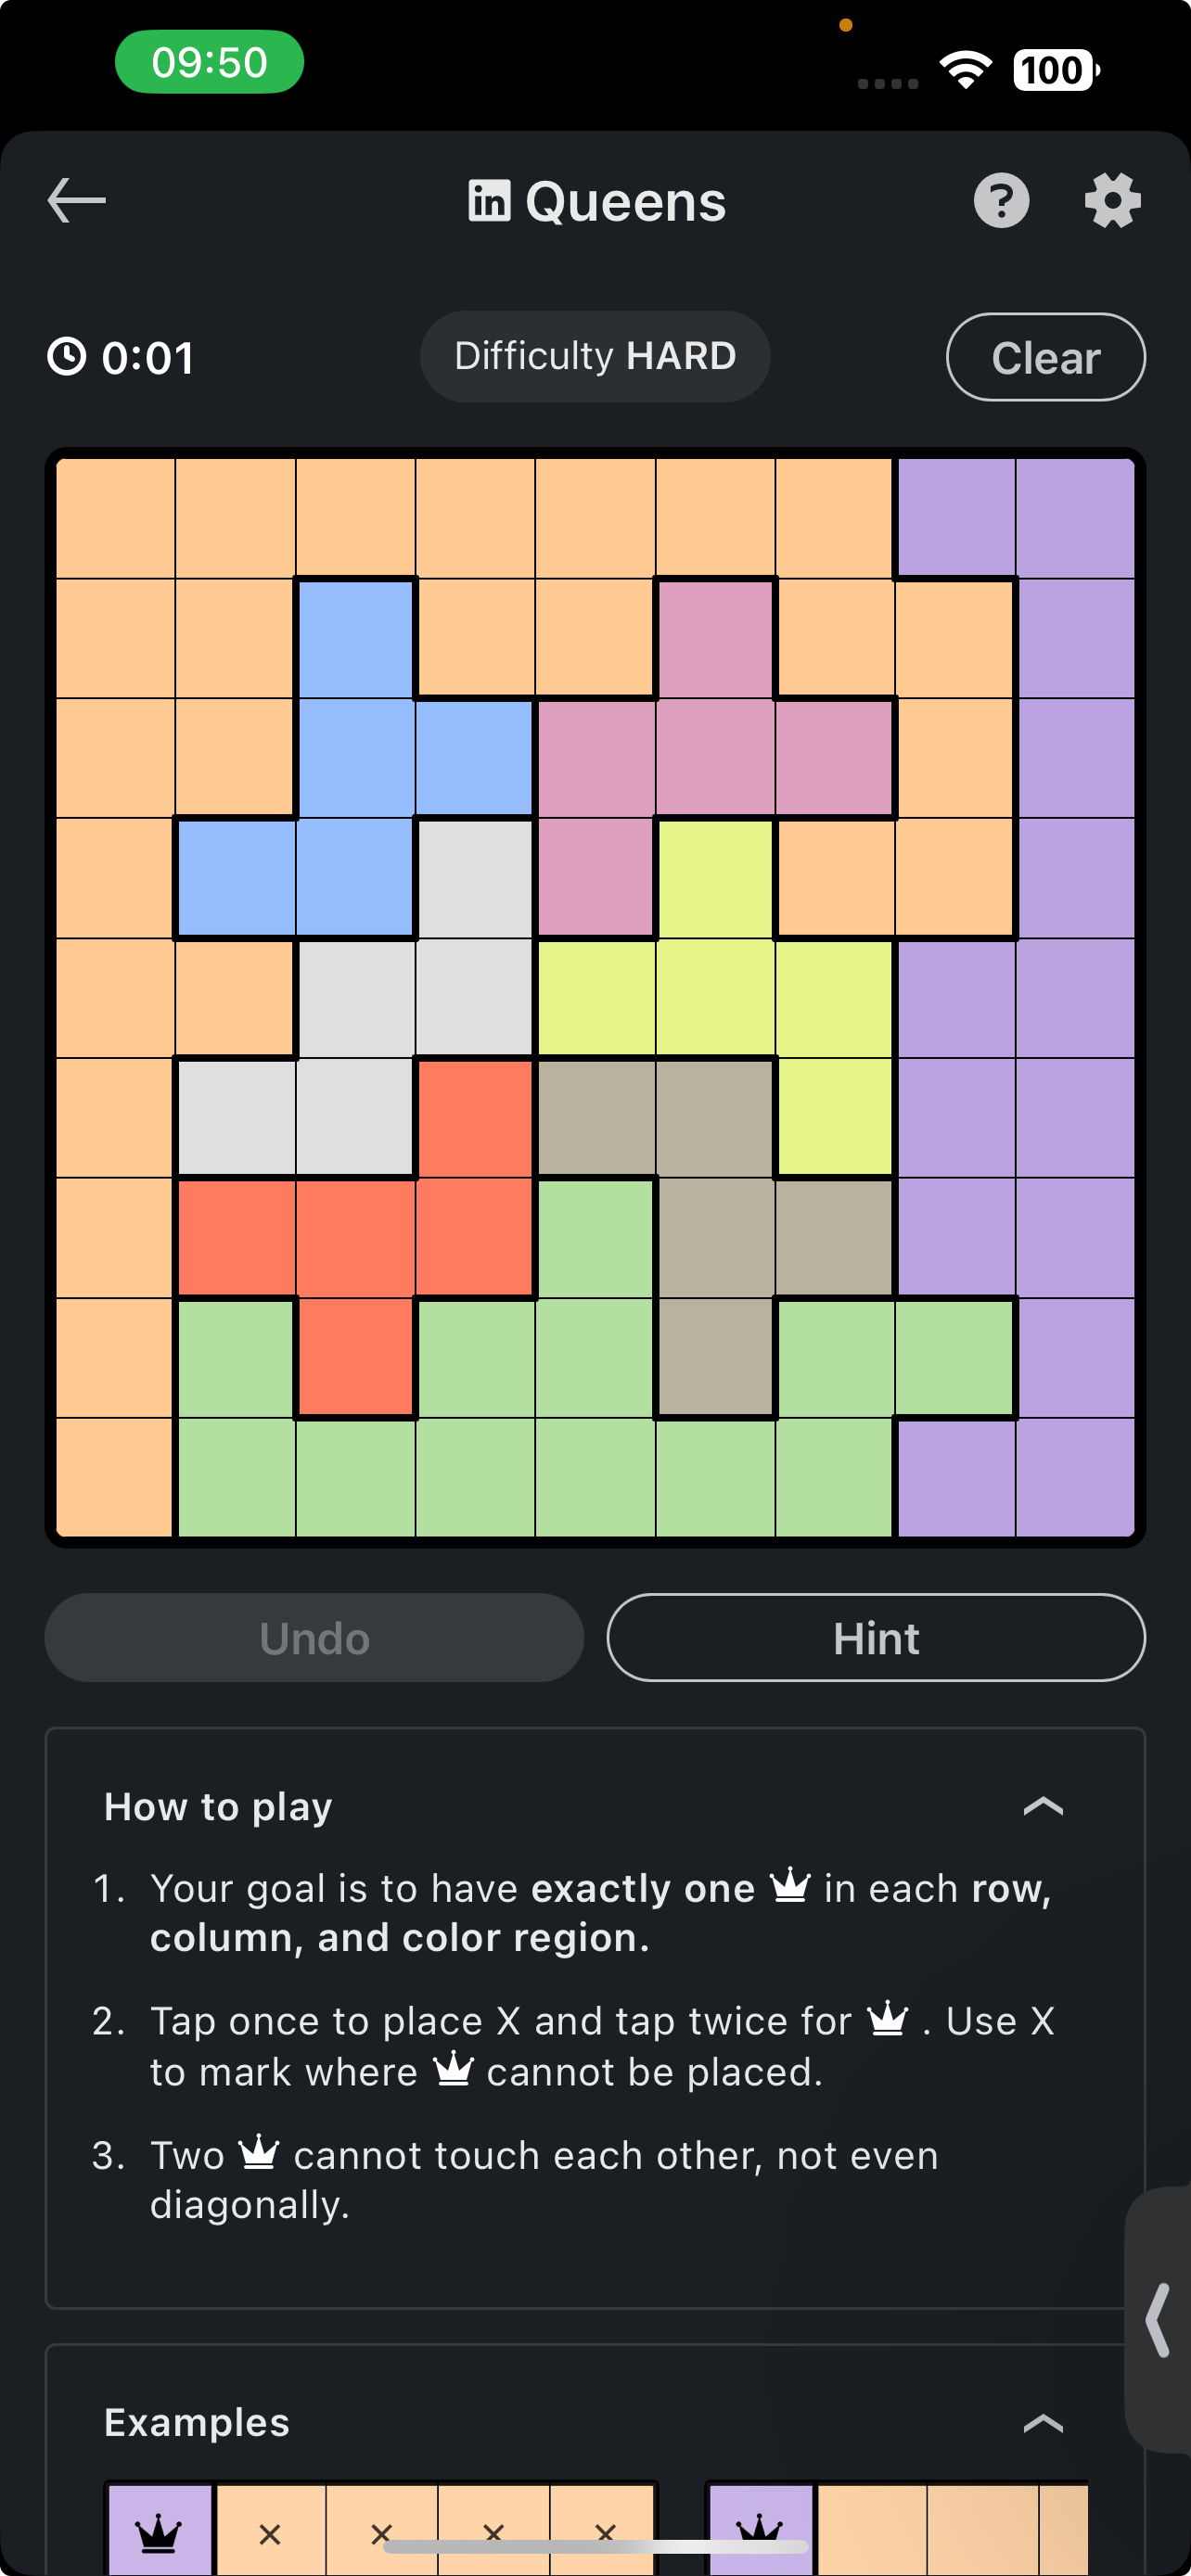 09:50
100
in Queens
?
0:01
Difficulty HARD
Clear
Undo
Hint
How to play
1. Your goal is to have exactly one in each row,
column, and color region.
2. Tap once to place X and tap twice for . Use X
to mark where cannot be placed.
3. Two cannot touch each other, not even
diagonally.
Examples